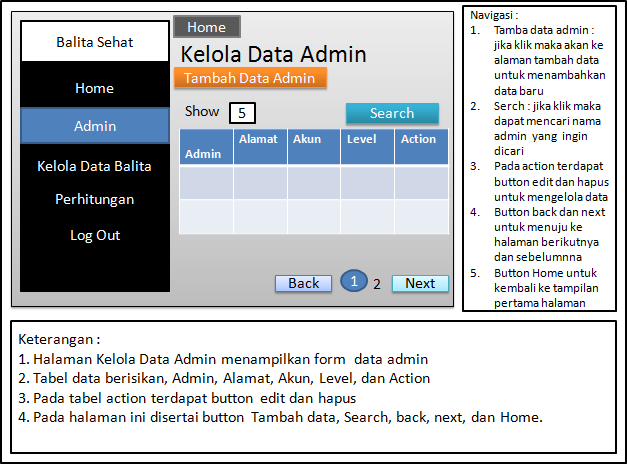 Balita Sehat
Home
Admin
Kelola Data Balita
Perhitungan
Log Out
Home
Kelola Data Admin
Tambah Data Admin
Show 5 Search
Admin Alamat Akun Level Action
Back 1 2 Next
Navigasi :
1. Tamba data admin :
jika klik maka akan ke
alaman tambah data
untuk menambahkan
data baru
2. Serch : jika klik maka
dapat mencari nama
admin yang ingin
dicari
3. Pada action terdapat
button edit dan hapus
untuk mengelola data
4. Button back dan next
untuk menuju ke
halaman berikutnya
dan sebelumnna
5. Button Home untuk
kembali ke tampilan
pertama halaman
Keterangan :
1. Halaman Kelola Data Admin menampilkan form data admin
2. Tabel data berisikan, Admin, Alamat, Akun, Level, dan Action
3. Pada tabel action terdapat button edit dan hapus
4. Pada halaman ini disertai button Tambah data, Search, back, next, dan Home.